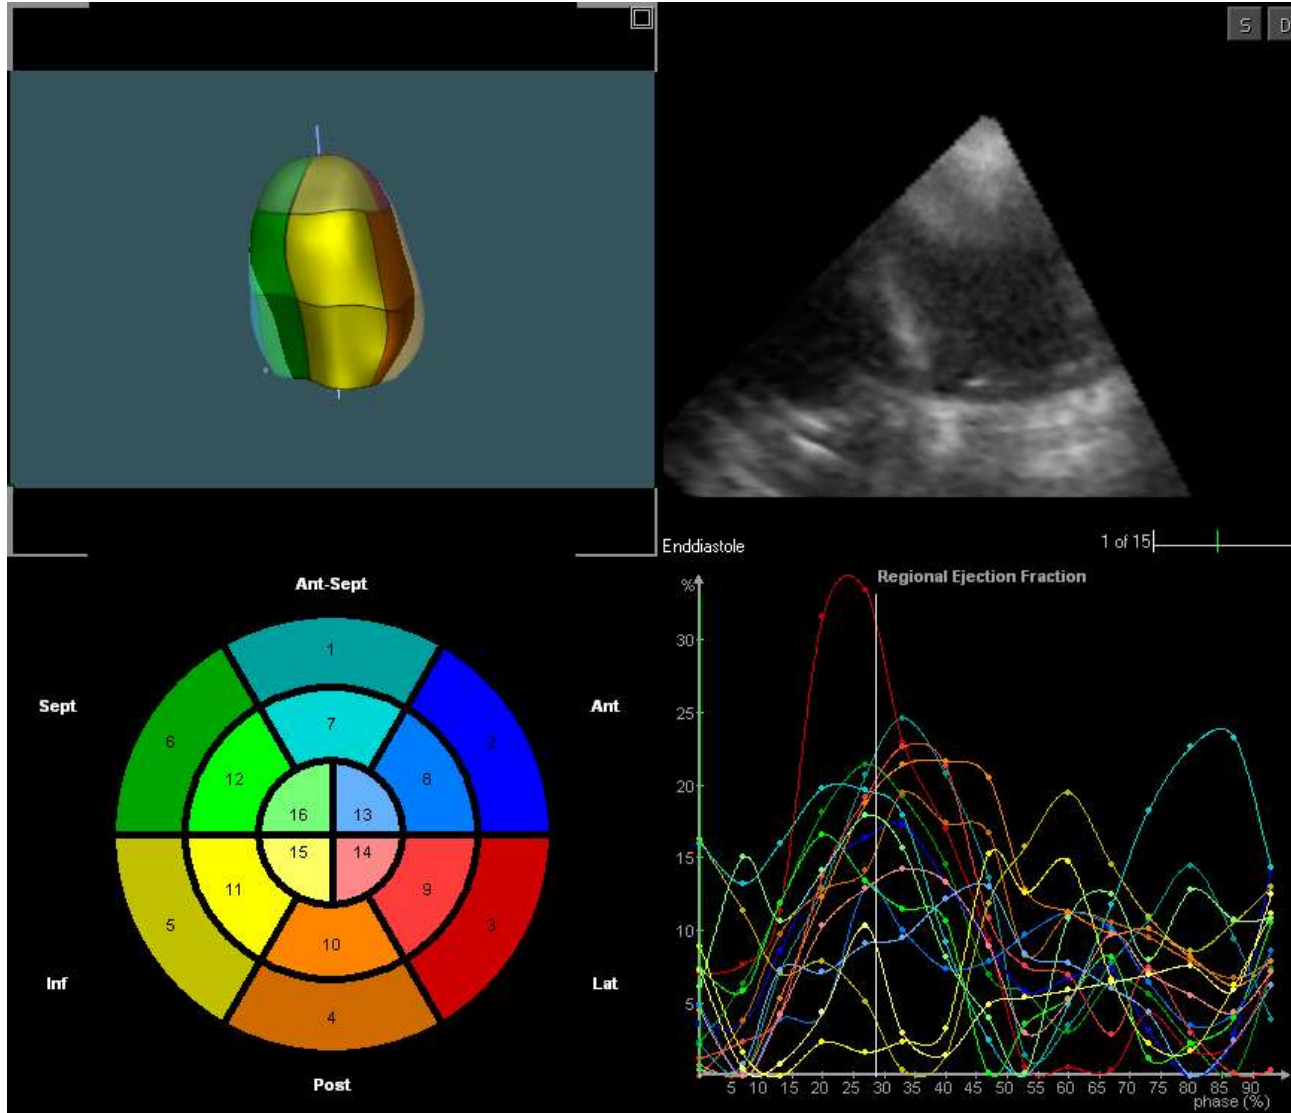 S D
Enddiastole
1 of 15
Ant-Sept
Sept
Ant
Inf
Lat
Post
1
2
3
4
5
6
7
8
9
10
11
12
13
14
15
16
Regional Ejection Fraction
%
30
25
20
15
10
5
5 10 15 20 25 30 35 40 45 50 55 60 65 70 75 80 85 90
phase (%)